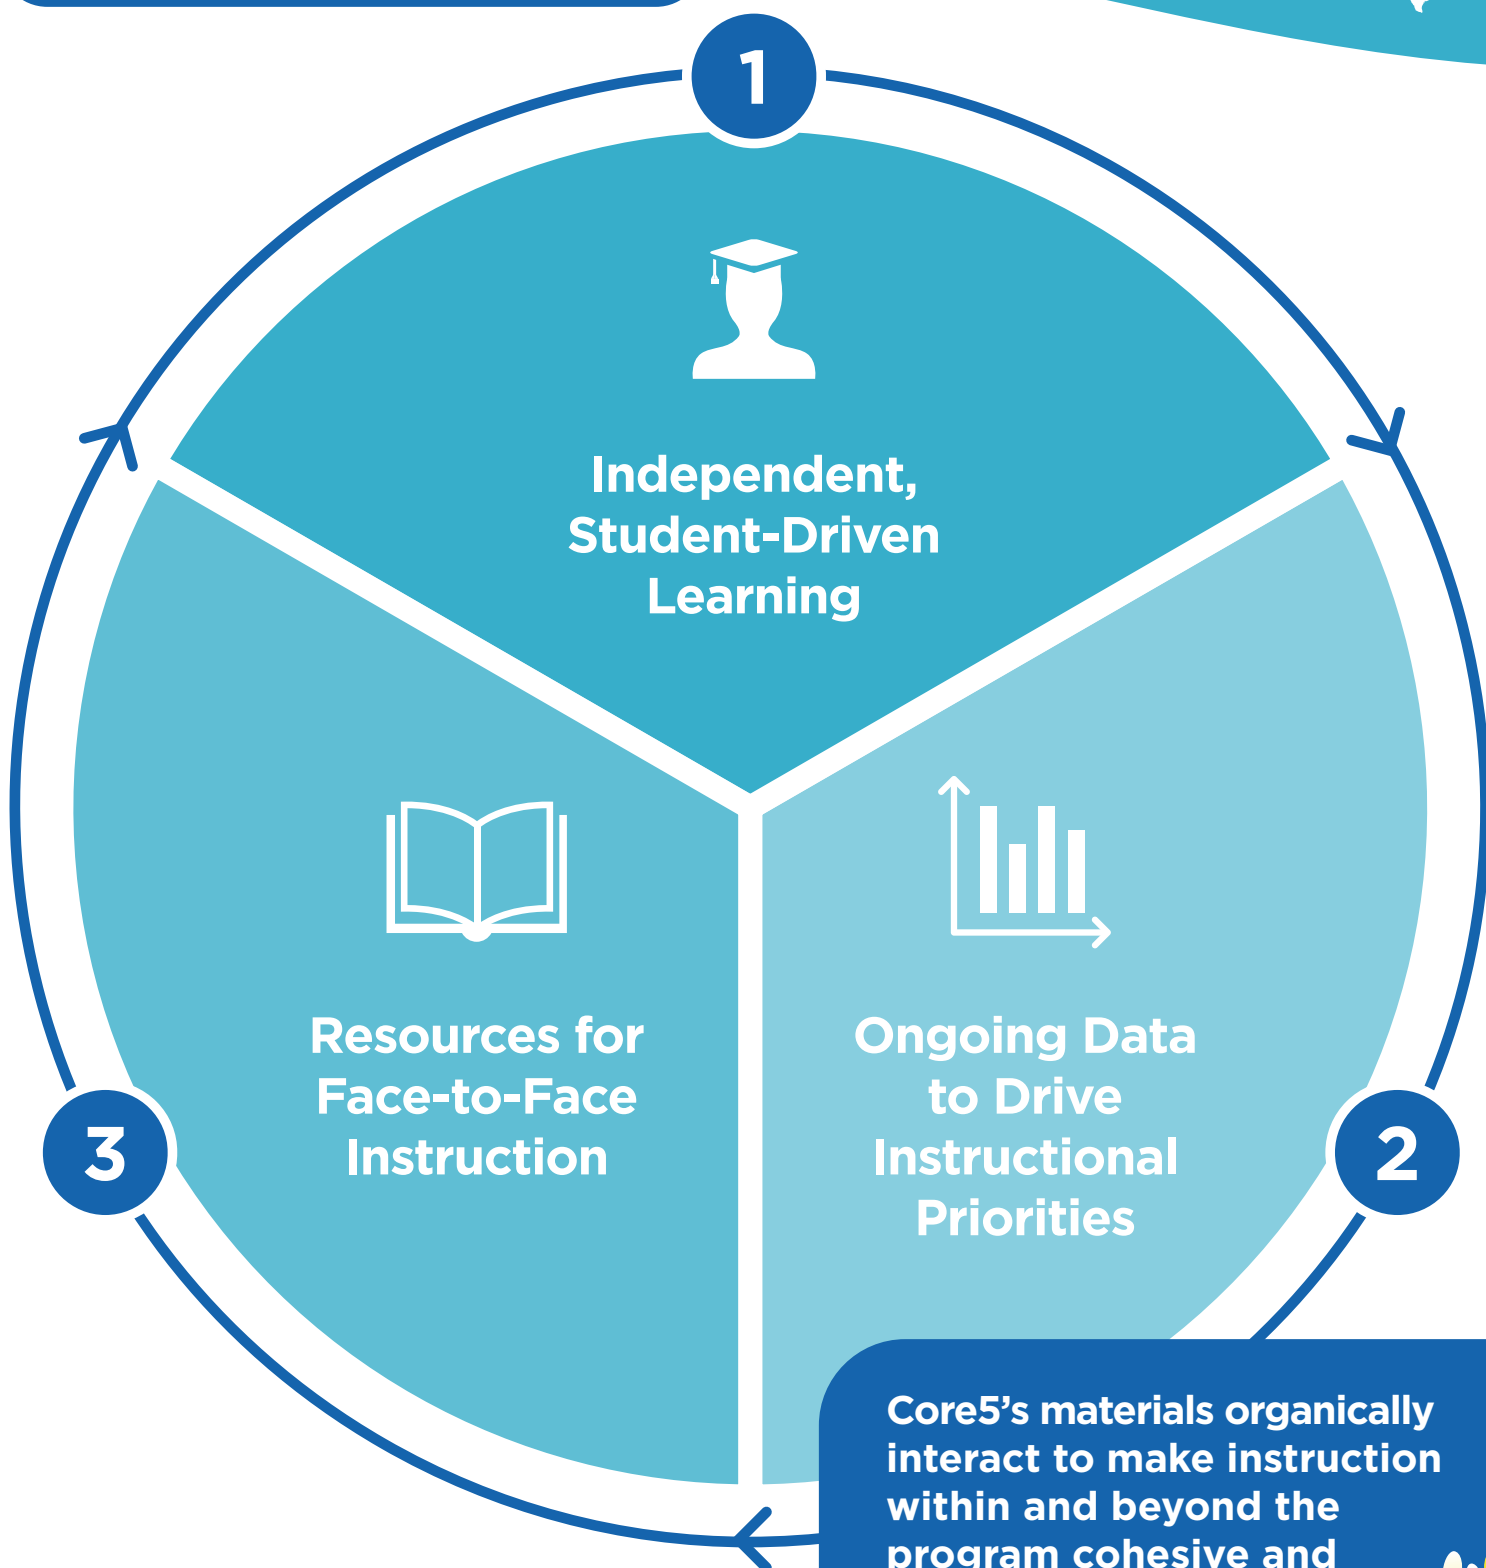 1
Independent,
Student-Driven
Learning
Resources for
Face-to-Face
Instruction
Ongoing Data
to Drive
Instructional
Priorities
3
2
Core5’s materials organically
interact to make instruction
within and beyond the
program cohesive and